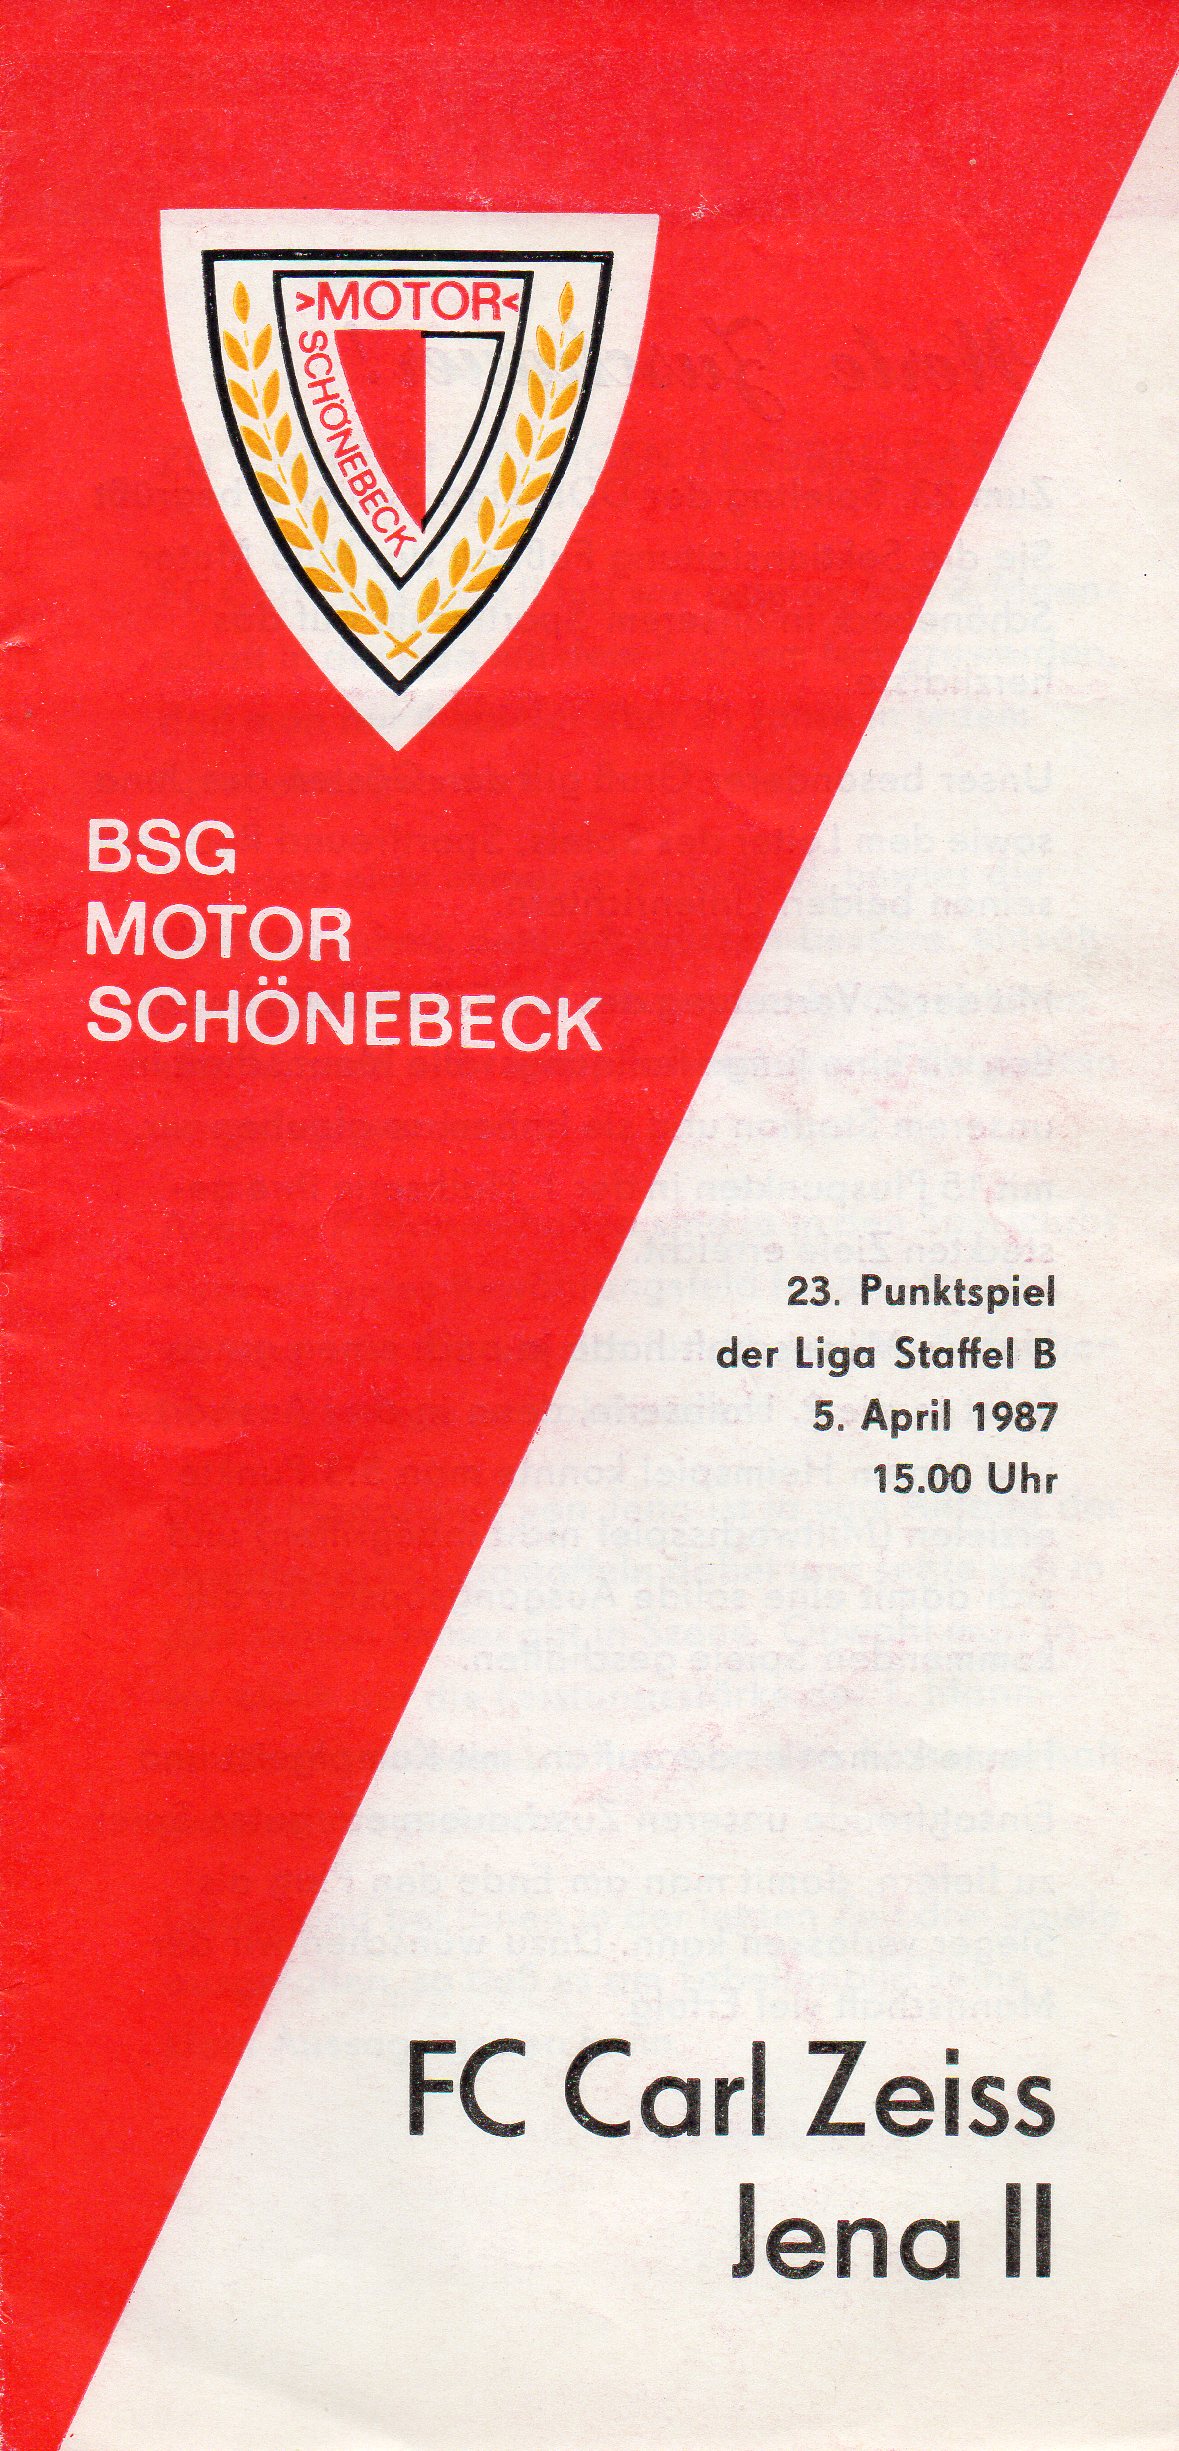 >MOTOR<
SCHÖNEBECK
BSG
MOTOR
SCHÖNEBECK
23. Punktspiel
der Liga Staffel B
5. April 1987
15.00 Uhr
FC Carl Zeiss
Jena II